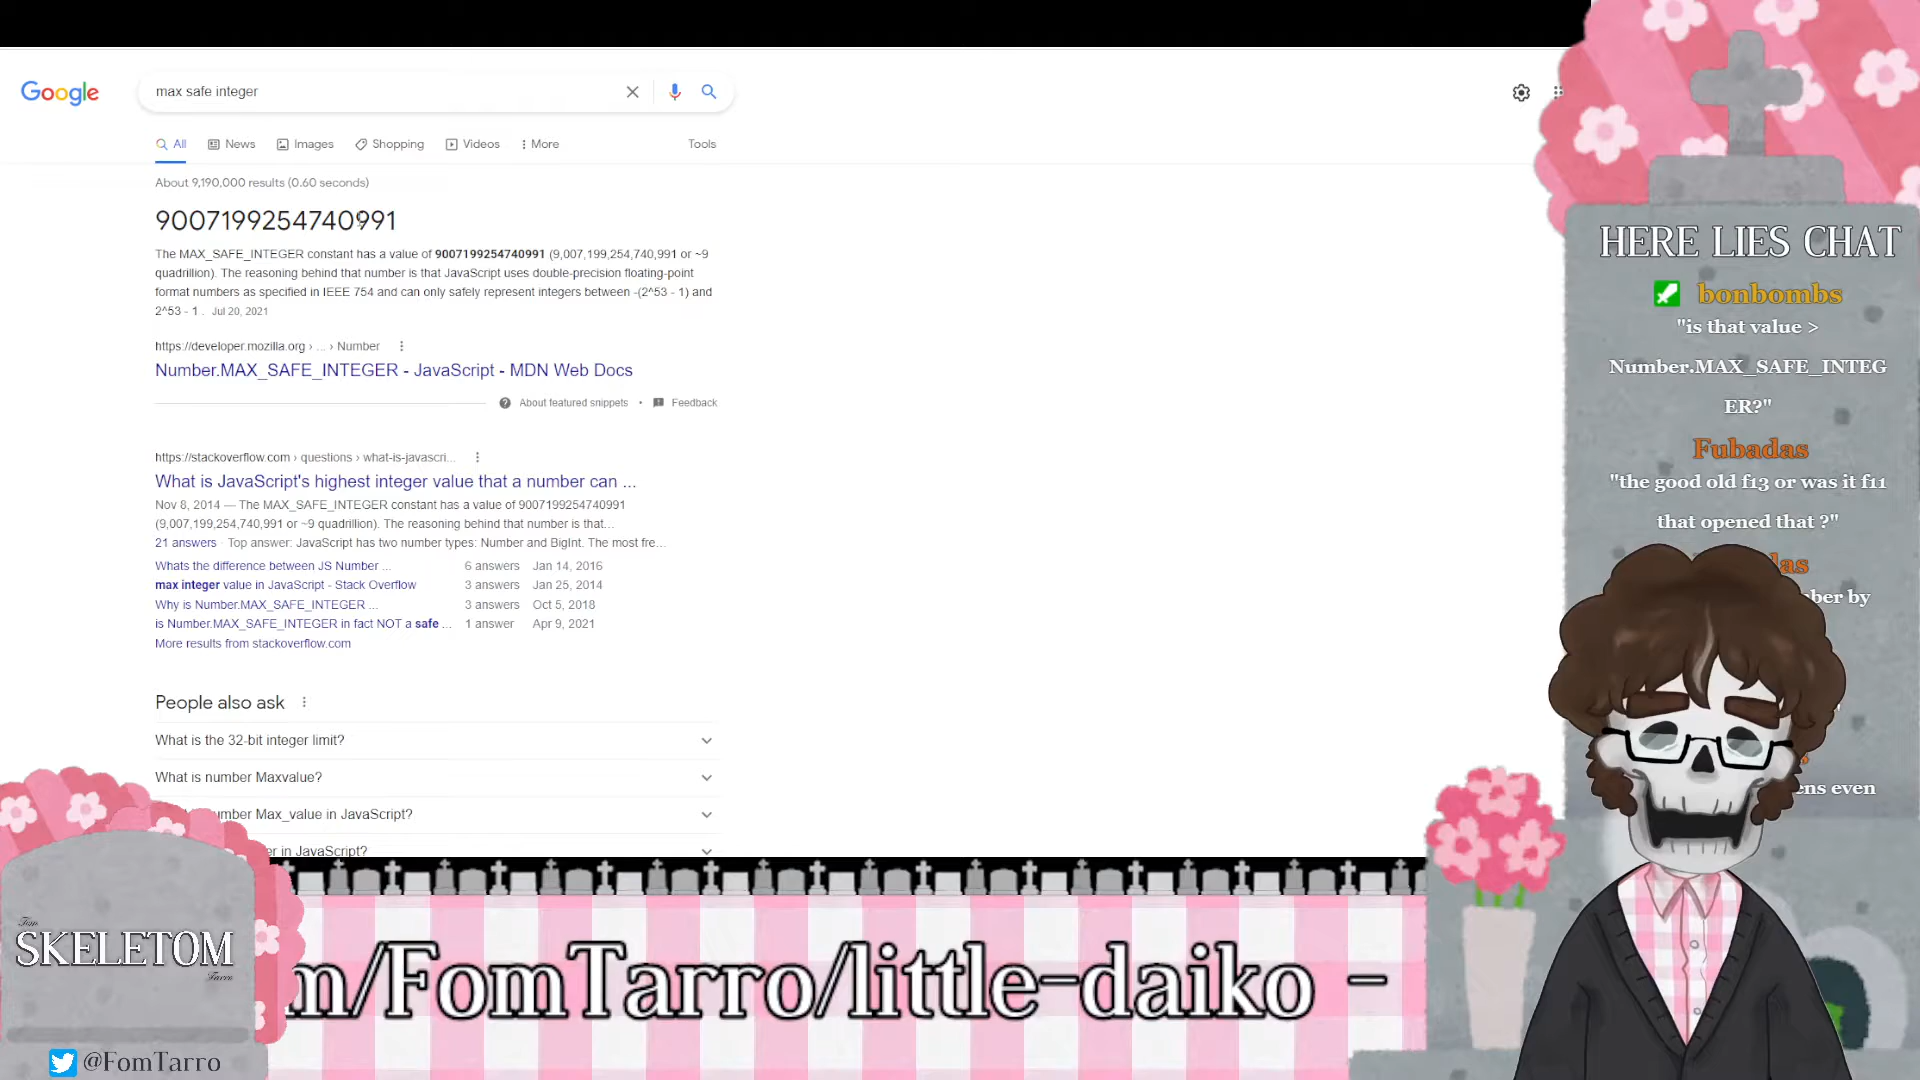 Google
max safe integer
All
News
Images
Shopping
Videos
More
Tools
About 9,190,000 results (0.60 seconds)
9007199254740991
The MAX_SAFE_INTEGER constant has a value of 9007199254740991 (9,007,199,254,740,991 or ~9
quadrillion). The reasoning behind that number is that JavaScript uses double-precision floating-point
format numbers as specified in IEEE 754 and can only safely represent integers between -(2^53 - 1) and
2^53 - 1 . Jul 20, 2021
https://developer.mozilla.org › ... › Number
Number.MAX_SAFE_INTEGER - JavaScript - MDN Web Docs
About featured snippets • Feedback
https://stackoverflow.com › questions › what-is-javascri...
What is JavaScript's highest integer value that a number can ...
Nov 8, 2014 — The MAX_SAFE_INTEGER constant has a value of 9007199254740991
(9,007,199,254,740,991 or ~9 quadrillion). The reasoning behind that number is that...
21 answers · Top answer: JavaScript has two number types: Number and BigInt. The most fre...
Whats the difference between JS Number ... 6 answers Jan 14, 2016
max integer value in JavaScript - Stack Overflow 3 answers Jan 25, 2014
Why is Number.MAX_SAFE_INTEGER ... 3 answers Oct 5, 2018
is Number.MAX_SAFE_INTEGER in fact NOT a safe ... 1 answer Apr 9, 2021
More results from stackoverflow.com
People also ask
What is the 32-bit integer limit?
What is number Maxvalue?
Max_value in JavaScript?
in JavaScript?
HERE LIES CHAT
bonbombs
"is that value >
Number.MAX_SAFE_INTEG
ER?"
Fubadas
"the good old f13 or was it f11
that opened that ?"
by
even
Fom
SKELETOM
Tarro
@FomTarro
m/FomTarro/little-daiko -